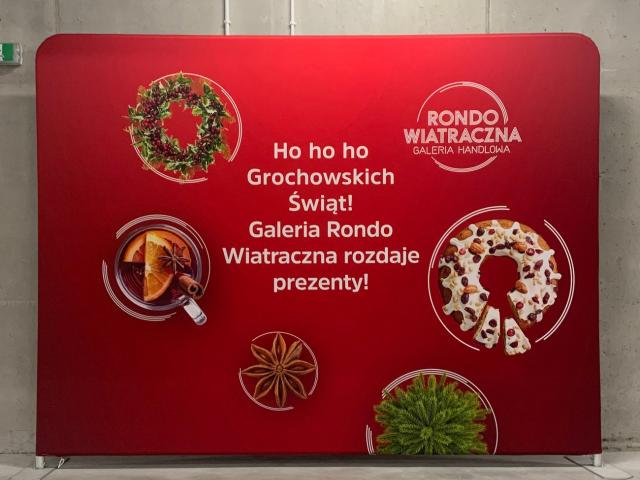 Ho ho ho
Grochowskich
Świąt!
Galeria Rondo
Wiatraczna rozdaje
prezenty!
RONDO
WIATRACZNA
GALERIA HANDLOWA